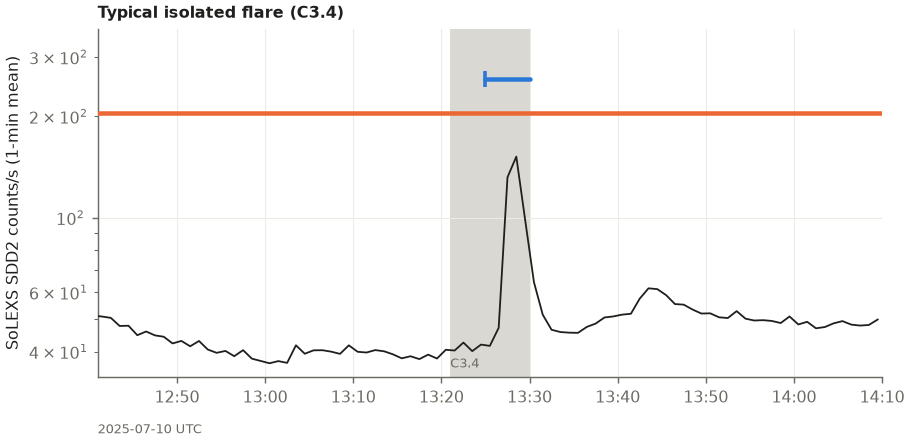 Typical isolated flare (C3.4)
SoLEXS SDD2 counts/s (1-min mean)
3 × 10²
2 × 10²
10²
6 × 10¹
4 × 10¹
C3.4
12:50 13:00 13:10 13:20 13:30 13:40 13:50 14:00 14:10
2025-07-10 UTC